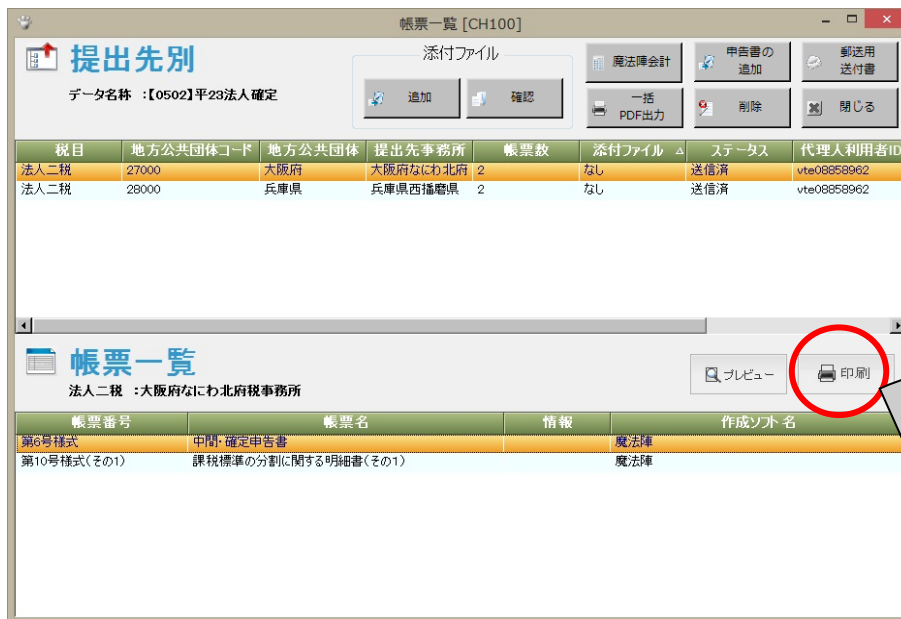 帳票一覧 [CH100]
提出先別
データ名称 :【0502】平23法人確定
添付ファイル
追加
確認
魔法陣会計
申告書の
追加
郵送用
送付書
一括
PDF出力
削除
閉じる
税目 地方公共団体コード 地方公共団体 提出先事務所 帳票数 添付ファイル △ ステータス 代理人利用者ID
法人二税 27000 大阪府 大阪府なにわ北府 2 なし 送信済 vte08858962
法人二税 28000 兵庫県 兵庫県西播磨県 2 なし 送信済 vte08858962
帳票一覧
法人二税 :大阪府なにわ北府税事務所
プレビュー
印刷
帳票番号 帳票名 情報 作成ソフト名
第6号様式 中間・確定申告書 魔法陣
第10号様式(その1) 課税標準の分割に関する明細書(その1) 魔法陣